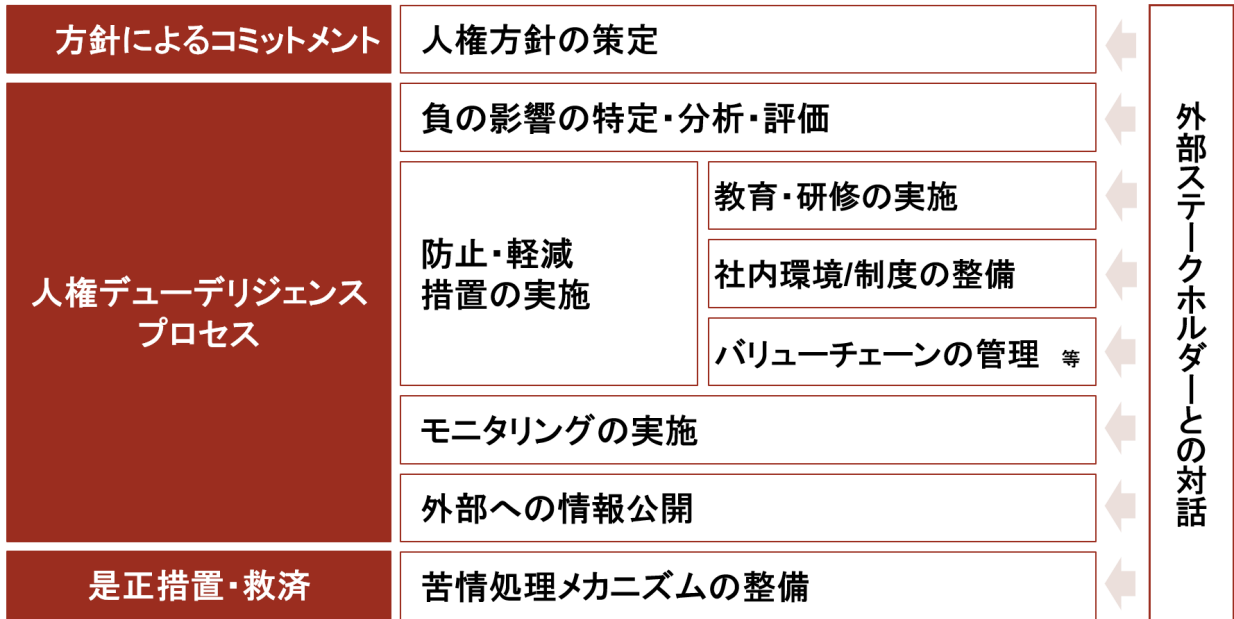 方針によるコミットメント
人権方針の策定
人権デューデリジェンス
プロセス
負の影響の特定・分析・評価
防止・軽減
措置の実施
教育・研修の実施
社内環境/制度の整備
バリューチェーンの管理 等
モニタリングの実施
外部への情報公開
是正措置・救済
苦情処理メカニズムの整備
外部ステークホルダーとの対話